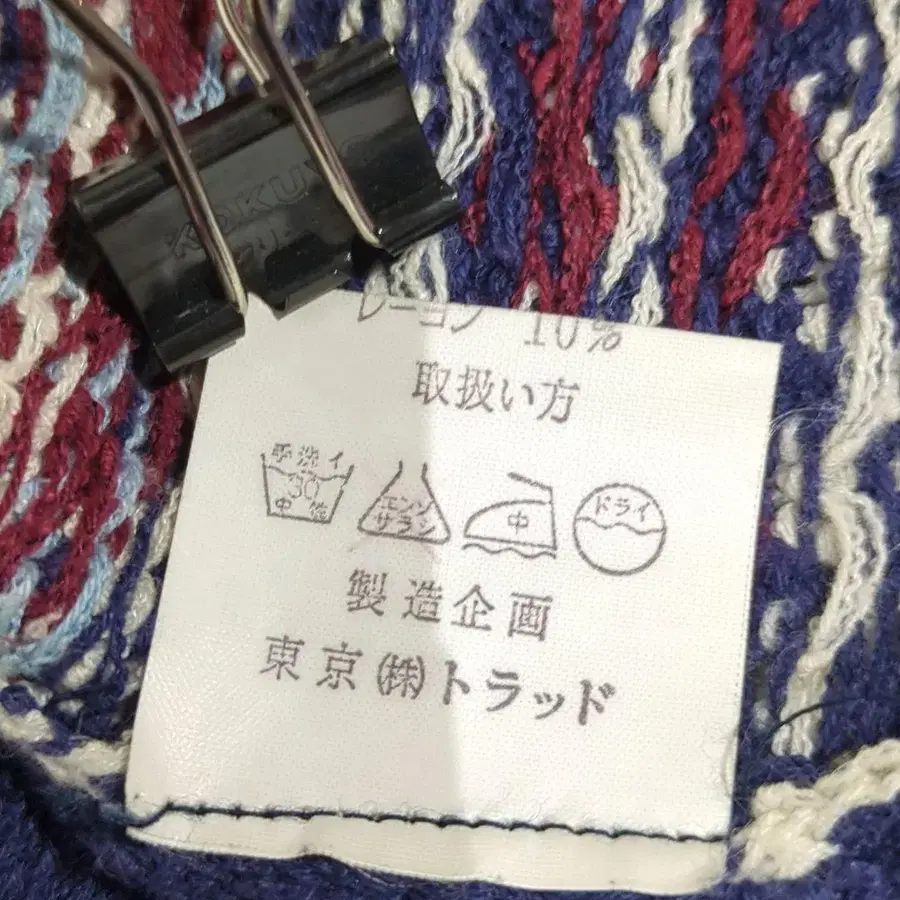 KOKUYO
レーヨン 10%
取扱い方
手洗イ
30
中性
エンソ
サラシ
中
ドライ
製造企画
東京㈱トラッド